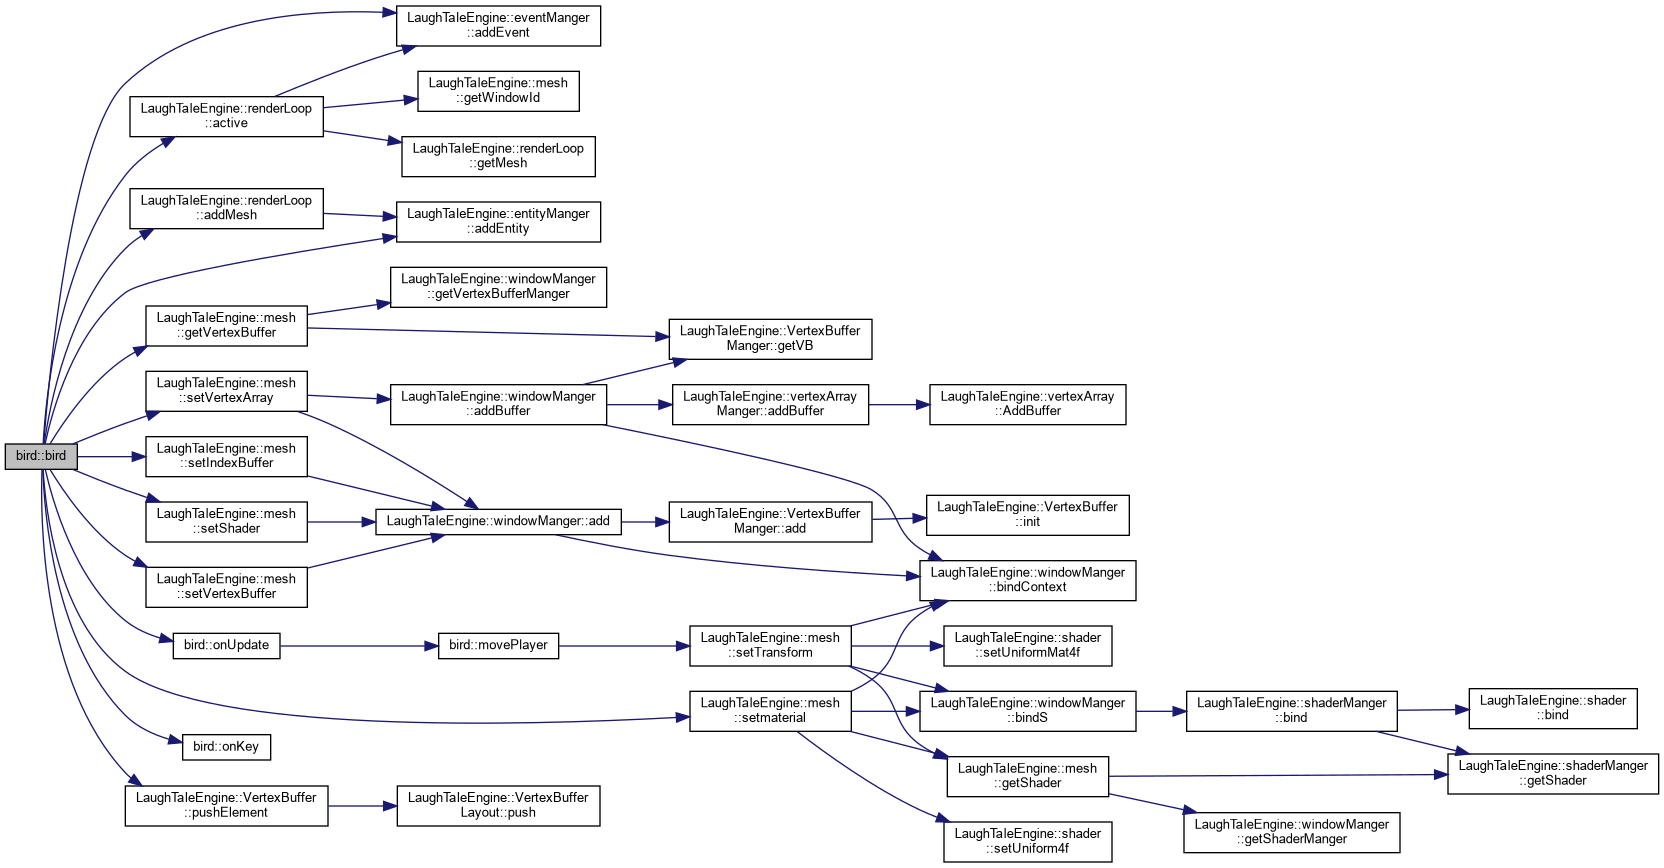 LaughTaleEngine::eventManger
::addEvent
LaughTaleEngine::mesh
::getWindowId
LaughTaleEngine::renderLoop
::active
LaughTaleEngine::renderLoop
::getMesh
LaughTaleEngine::renderLoop
::addMesh
LaughTaleEngine::entityManger
::addEntity
LaughTaleEngine::windowManger
::getVertexBufferManger
LaughTaleEngine::mesh
::getVertexBuffer
LaughTaleEngine::VertexBuffer
Manger::getVB
LaughTaleEngine::mesh
::setVertexArray
LaughTaleEngine::windowManger
::addBuffer
LaughTaleEngine::vertexArray
Manger::addBuffer
LaughTaleEngine::vertexArray
::AddBuffer
bird::bird
LaughTaleEngine::mesh
::setIndexBuffer
LaughTaleEngine::mesh
::setShader
LaughTaleEngine::windowManger::add
LaughTaleEngine::VertexBuffer
Manger::add
LaughTaleEngine::VertexBuffer
::init
LaughTaleEngine::mesh
::setVertexBuffer
LaughTaleEngine::windowManger
::bindContext
bird::onUpdate
bird::movePlayer
LaughTaleEngine::mesh
::setTransform
LaughTaleEngine::shader
::setUniformMat4f
LaughTaleEngine::mesh
::setmaterial
LaughTaleEngine::windowManger
::bindS
LaughTaleEngine::shaderManger
::bind
LaughTaleEngine::shader
::bind
bird::onKey
LaughTaleEngine::mesh
::getShader
LaughTaleEngine::shaderManger
::getShader
LaughTaleEngine::VertexBuffer
::pushElement
LaughTaleEngine::VertexBuffer
Layout::push
LaughTaleEngine::shader
::setUniform4f
LaughTaleEngine::windowManger
::getShaderManger